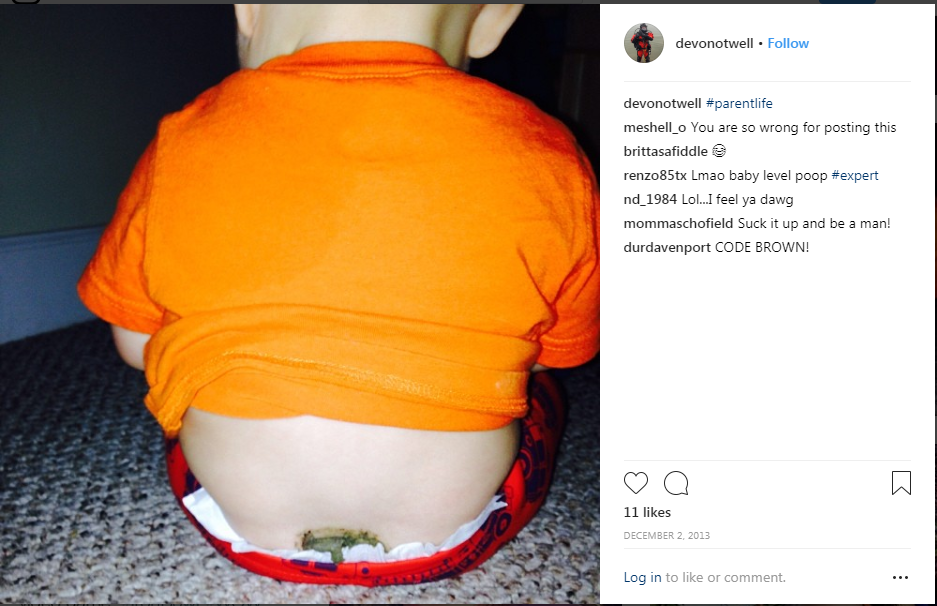 devonotwell • Follow
devonotwell #parentlife
meshell_o You are so wrong for posting this
brittasafiddle 😂
renzo85tx Lmao baby level poop #expert
nd_1984 Lol...I feel ya dawg
mommaschofield Suck it up and be a man!
durdavenport CODE BROWN!
11 likes
DECEMBER 2, 2013
Log in to like or comment.